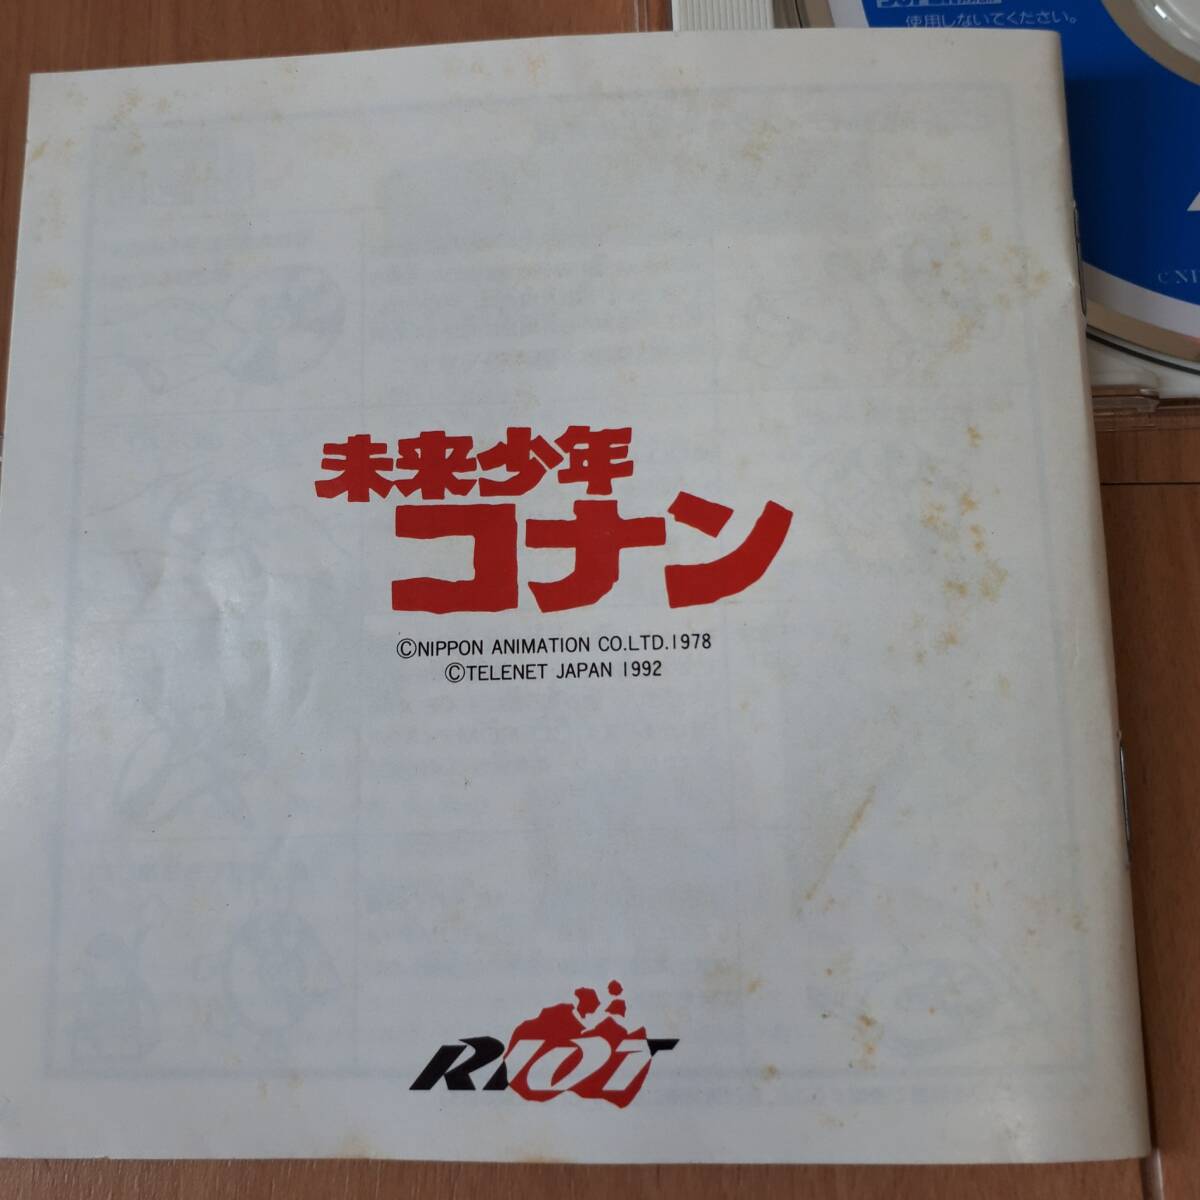 使用しないでください。
未来少年
コナン
©NIPPON ANIMATION CO.LTD.1978
©TELENET JAPAN 1992
RIOT